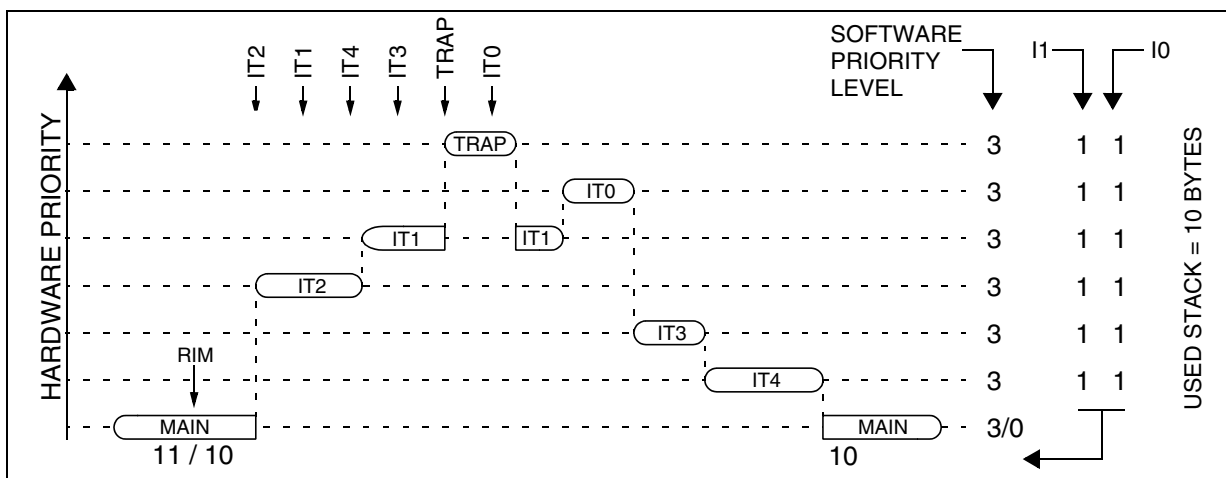 IT2
IT1
IT4
IT3
TRAP
IT0
SOFTWARE
PRIORITY
LEVEL
I1
I0
HARDWARE PRIORITY
TRAP
3
1 1
IT0
3
1 1
IT1
IT1
3
1 1
IT2
3
1 1
IT3
3
1 1
RIM
IT4
3
1 1
MAIN
MAIN
3/0
11 / 10
10
USED STACK = 10 BYTES